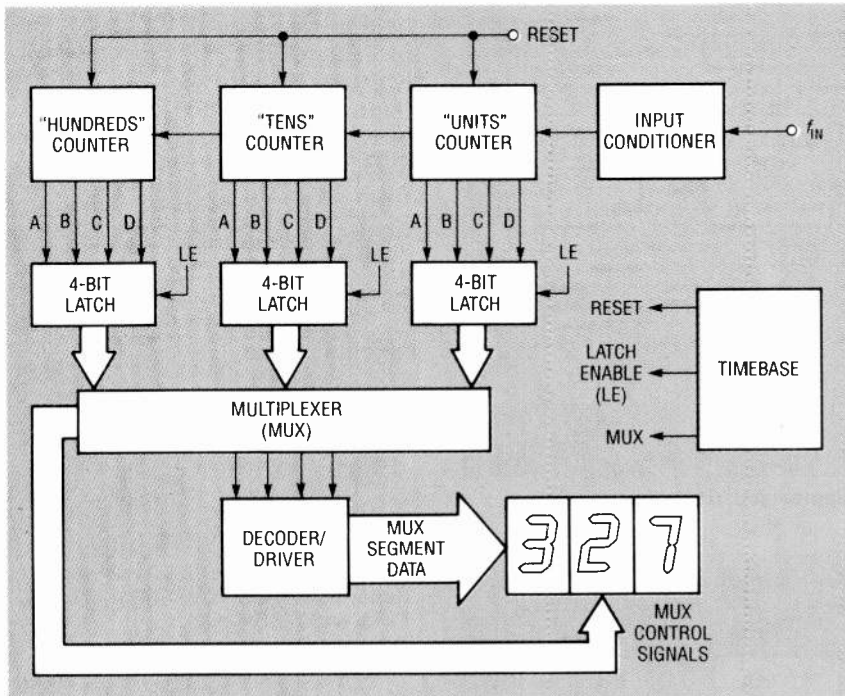 RESET
"HUNDREDS"
COUNTER
"TENS"
COUNTER
"UNITS"
COUNTER
INPUT
CONDITIONER
fIN
A B C D
A B C D
A B C D
LE
LE
LE
4-BIT
LATCH
4-BIT
LATCH
4-BIT
LATCH
RESET
LATCH
ENABLE
(LE)
MUX
TIMEBASE
MULTIPLEXER
(MUX)
DECODER/
DRIVER
MUX
SEGMENT
DATA
327
MUX
CONTROL
SIGNALS